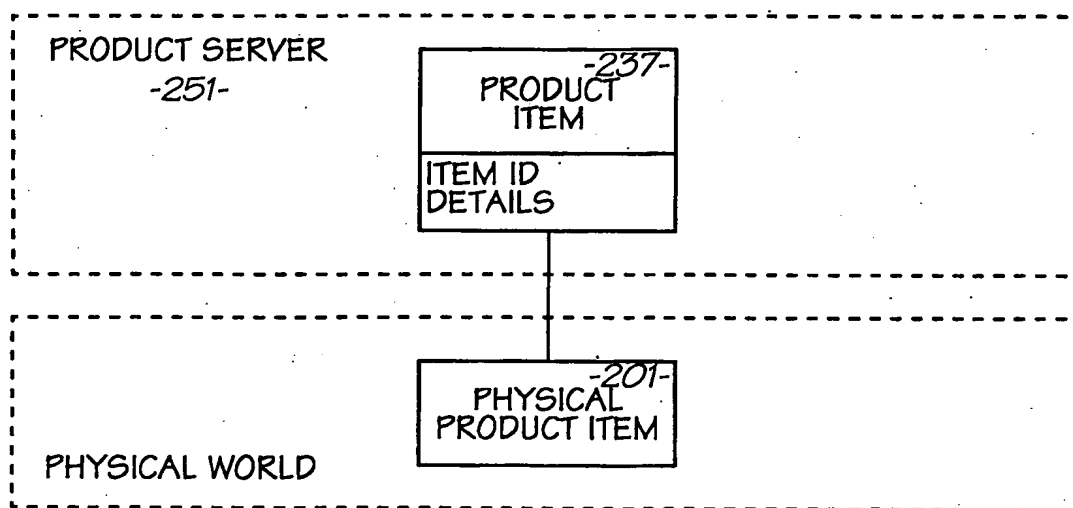 PRODUCT SERVER
-251-
-237-
PRODUCT
ITEM
ITEM ID
DETAILS
-201-
PHYSICAL
PRODUCT ITEM
PHYSICAL WORLD